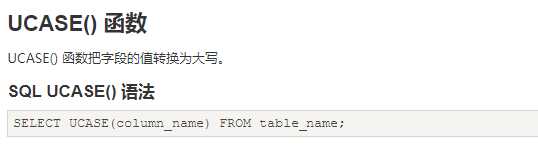 UCASE() 函数
UCASE() 函数把字段的值转换为大写。
SQL UCASE() 语法
SELECT UCASE(column_name) FROM table_name;